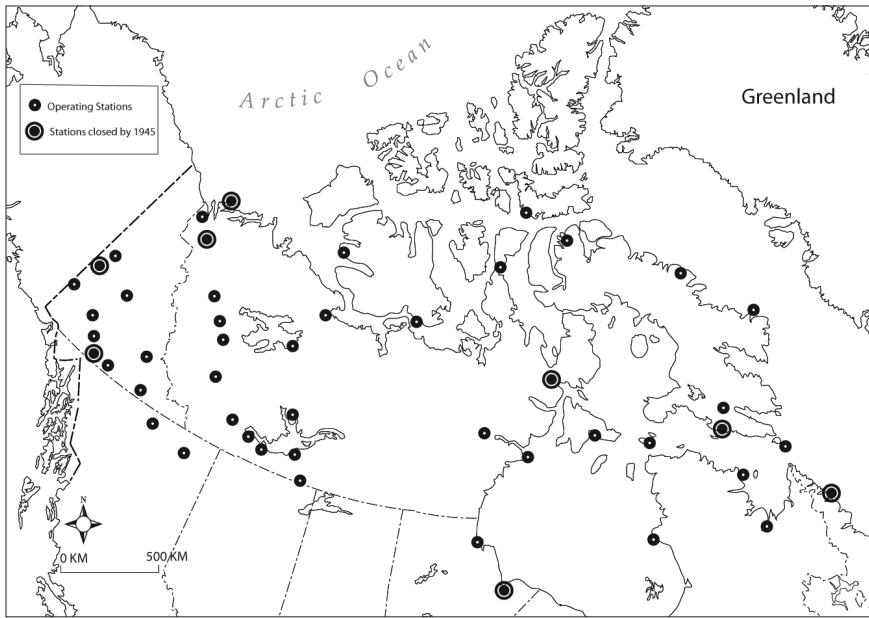 Arctic Ocean
Greenland
Operating Stations
Stations closed by 1945
N
0 KM 500 KM